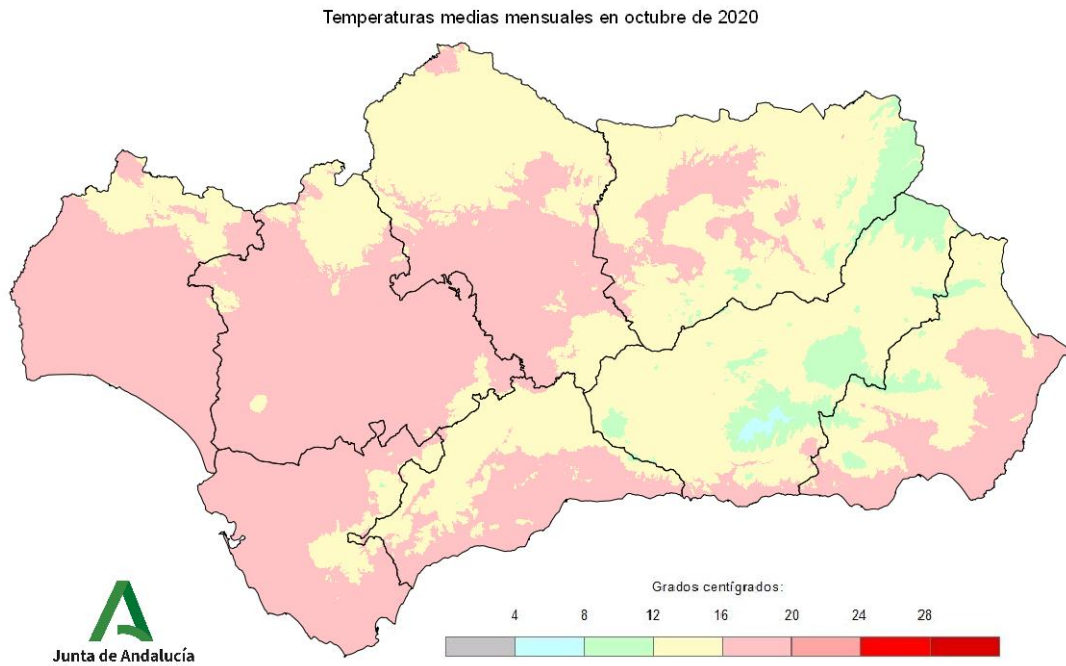 Temperaturas medias mensuales en octubre de 2020
Grados centígrados:
4 8 12 16 20 24 28
Junta de Andalucía